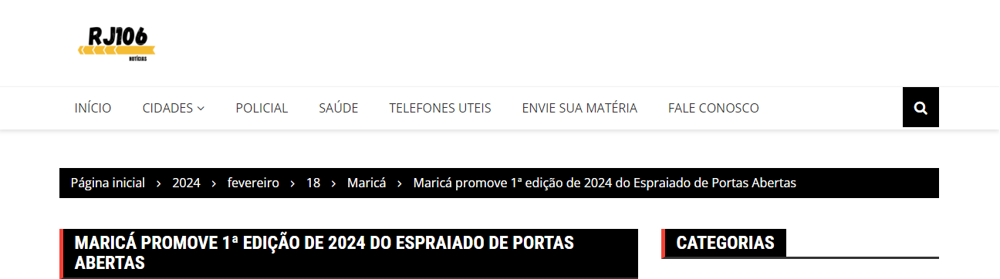 RJ106
NOTÍCIAS
INÍCIO CIDADES POLICIAL SAÚDE TELEFONES UTEIS ENVIE SUA MATÉRIA FALE CONOSCO
Página inicial > 2024 > fevereiro > 18 > Maricá > Maricá promove 1ª edição de 2024 do Espraiado de Portas Abertas
MARICÁ PROMOVE 1ª EDIÇÃO DE 2024 DO ESPRAIADO DE PORTAS
ABERTAS
CATEGORIAS